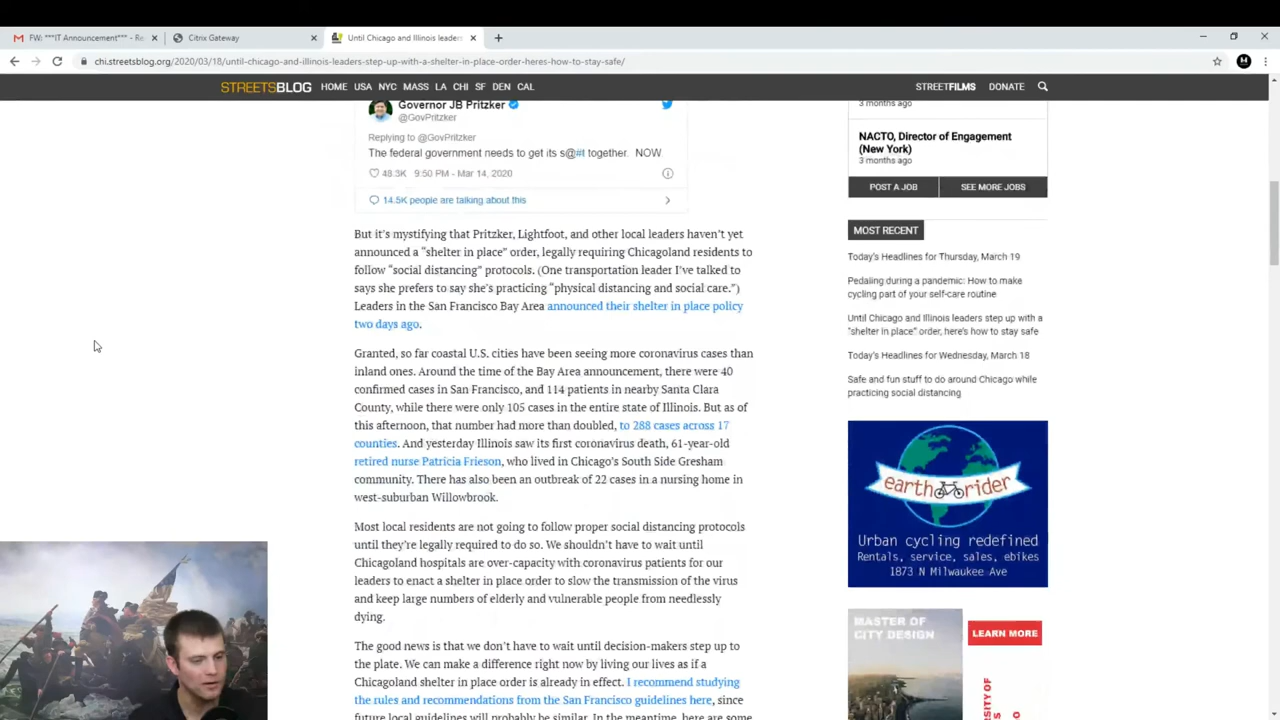 FW: ***IT Announcement*** - Re
Citrix Gateway
Until Chicago and Illinois leaders
chi.streetsblog.org/2020/03/18/until-chicago-and-illinois-leaders-step-up-with-a-shelter-in-place-order-heres-how-to-stay-safe/
STREETSBLOG HOME USA NYC MASS LA CHI SF DEN CAL STREETFILMS DONATE
Governor JB Pritzker
@GovPritzker
Replying to @GovPritzker
The federal government needs to get its s@#t together. NOW.
48.3K 9:50 PM - Mar 14, 2020
14.5K people are talking about this
But it's mystifying that Pritzker, Lightfoot, and other local leaders haven't yet
announced a “shelter in place” order, legally requiring Chicagoland residents to
follow “social distancing” protocols. (One transportation leader I've talked to
says she prefers to say she's practicing “physical distancing and social care.”)
Leaders in the San Francisco Bay Area announced their shelter in place policy
two days ago.
Granted, so far coastal U.S. cities have been seeing more coronavirus cases than
inland ones. Around the time of the Bay Area announcement, there were 40
confirmed cases in San Francisco, and 114 patients in nearby Santa Clara
County, while there were only 105 cases in the entire state of Illinois. But as of
this afternoon, that number had more than doubled, to 288 cases across 17
counties. And yesterday Illinois saw its first coronavirus death, 61-year-old
retired nurse Patricia Frieson, who lived in Chicago's South Side Gresham
community. There has also been an outbreak of 22 cases in a nursing home in
west-suburban Willowbrook.
Most local residents are not going to follow proper social distancing protocols
until they're legally required to do so. We shouldn't have to wait until
Chicagoland hospitals are over-capacity with coronavirus patients for our
leaders to enact a shelter in place order to slow the transmission of the virus
and keep large numbers of elderly and vulnerable people from needlessly
dying.
The good news is that we don't have to wait until decision-makers step up to
the plate. We can make a difference right now by living our lives as if a
Chicagoland shelter in place order is already in effect. I recommend studying
the rules and recommendations from the San Francisco guidelines here, since
future local guidelines will probably be similar. In the meantime, here are some
3 months ago
NACTO, Director of Engagement
(New York)
3 months ago
POST A JOB SEE MORE JOBS
MOST RECENT
Today's Headlines for Thursday, March 19
Pedaling during a pandemic: How to make
cycling part of your self-care routine
Until Chicago and Illinois leaders step up with a
“shelter in place” order, here's how to stay safe
Today's Headlines for Wednesday, March 18
Safe and fun stuff to do around Chicago while
practicing social distancing
earth rider
Urban cycling redefined
Rentals, service, sales, ebikes
1873 N Milwaukee Ave
MASTER OF
CITY DESIGN
LEARN MORE